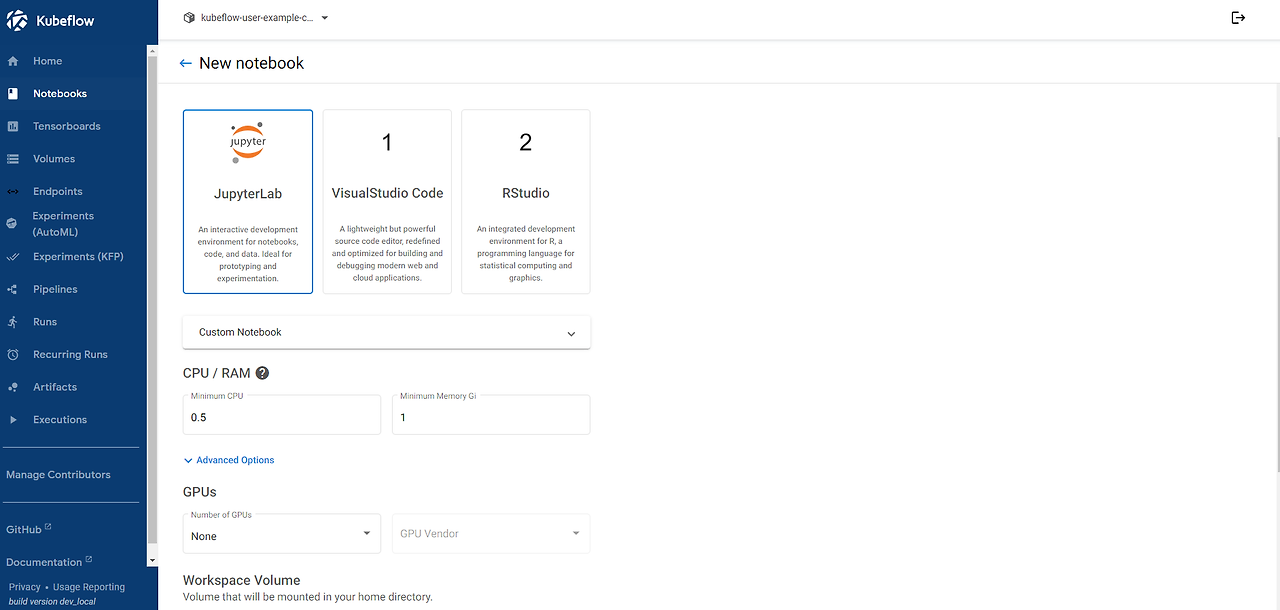 Kubeflow
Home
Notebooks
Tensorboards
Volumes
Endpoints
Experiments
(AutoML)
Experiments (KFP)
Pipelines
Runs
Recurring Runs
Artifacts
Executions
Manage Contributors
GitHub
Documentation
Privacy • Usage Reporting
build version dev_local
kubeflow-user-example-c...
New notebook
jupyter
JupyterLab
An interactive development
environment for notebooks,
code, and data. Ideal for
prototyping and
experimentation.
1
VisualStudio Code
A lightweight but powerful
source code editor, redefined
and optimized for building and
debugging modern web and
cloud applications.
2
RStudio
An integrated development
environment for R, a
programming language for
statistical computing and
graphics.
Custom Notebook
CPU / RAM
Minimum CPU
0.5
Minimum Memory Gi
1
Advanced Options
GPUs
Number of GPUs
None
GPU Vendor
Workspace Volume
Volume that will be mounted in your home directory.